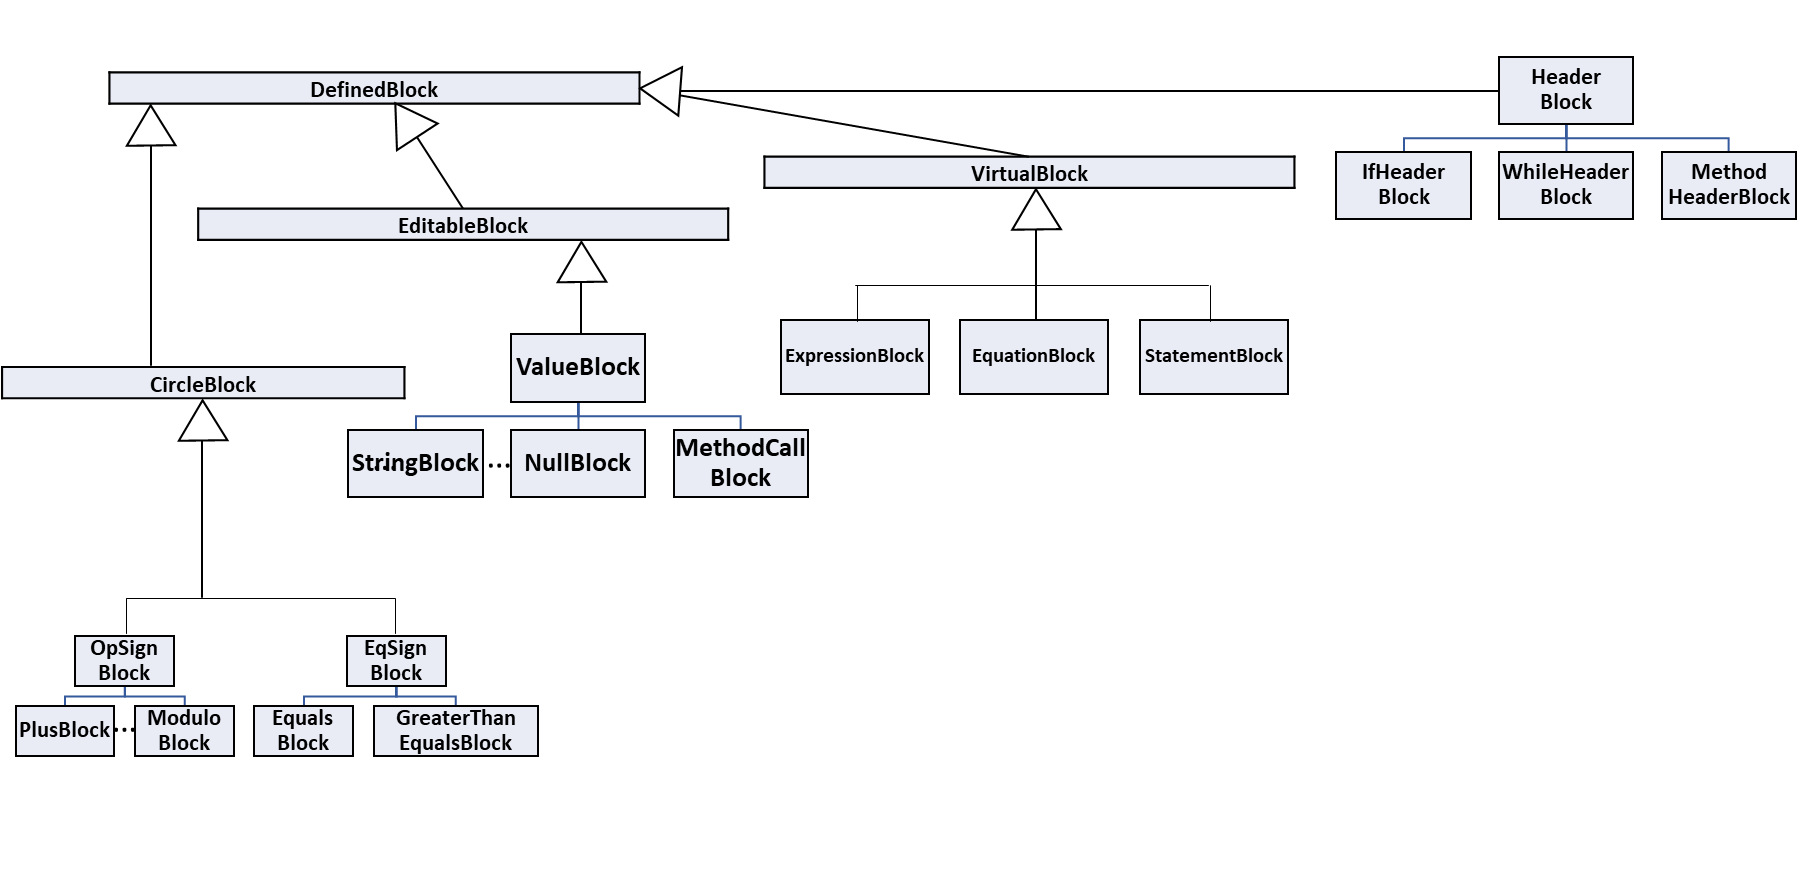 DefinedBlock
Header
Block
VirtualBlock
IfHeader
Block
WhileHeader
Block
Method
HeaderBlock
EditableBlock
ExpressionBlock
EquationBlock
StatementBlock
ValueBlock
CircleBlock
StringBlock
...
NullBlock
MethodCall
Block
OpSign
Block
EqSign
Block
PlusBlock
...
Modulo
Block
Equals
Block
GreaterThan
EqualsBlock